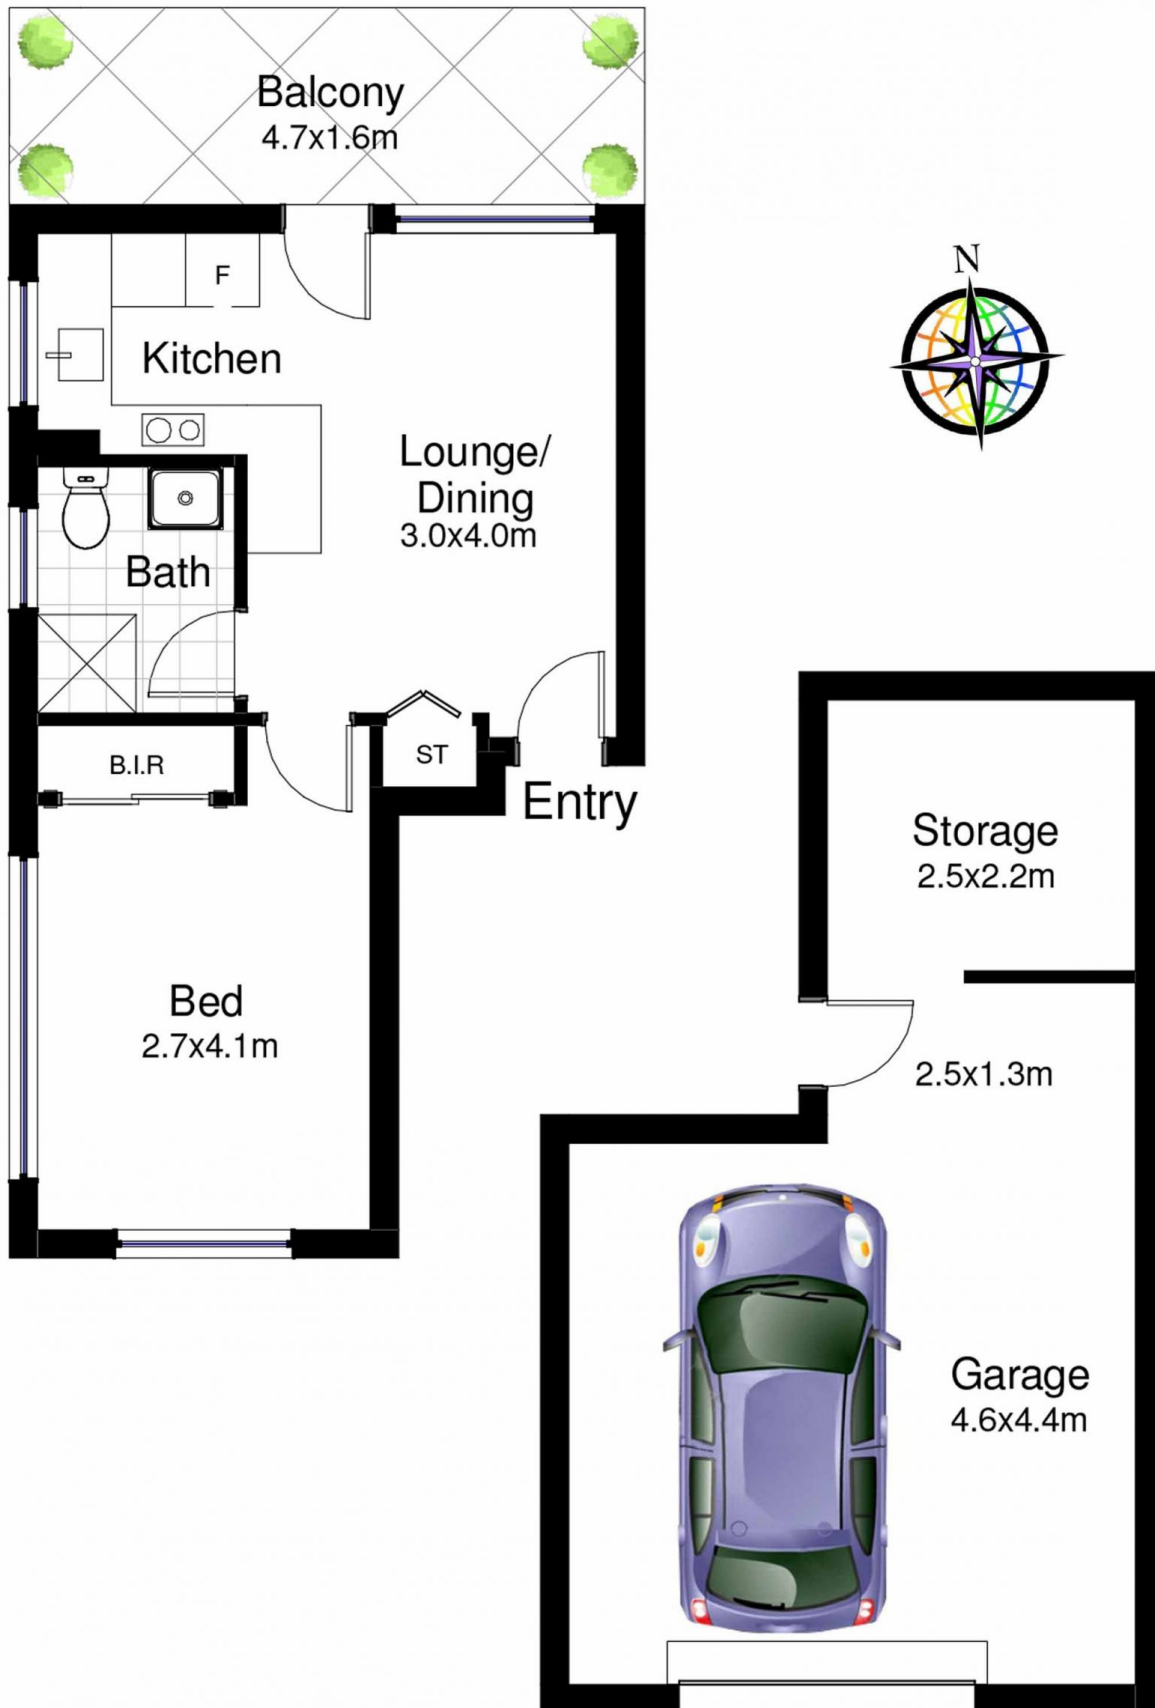 Balcony
4.7x1.6m
N
F
Kitchen
Lounge/
Dining
3.0x4.0m
Bath
B.I.R
ST
Entry
Storage
2.5x2.2m
Bed
2.7x4.1m
2.5x1.3m
Garage
4.6x4.4m